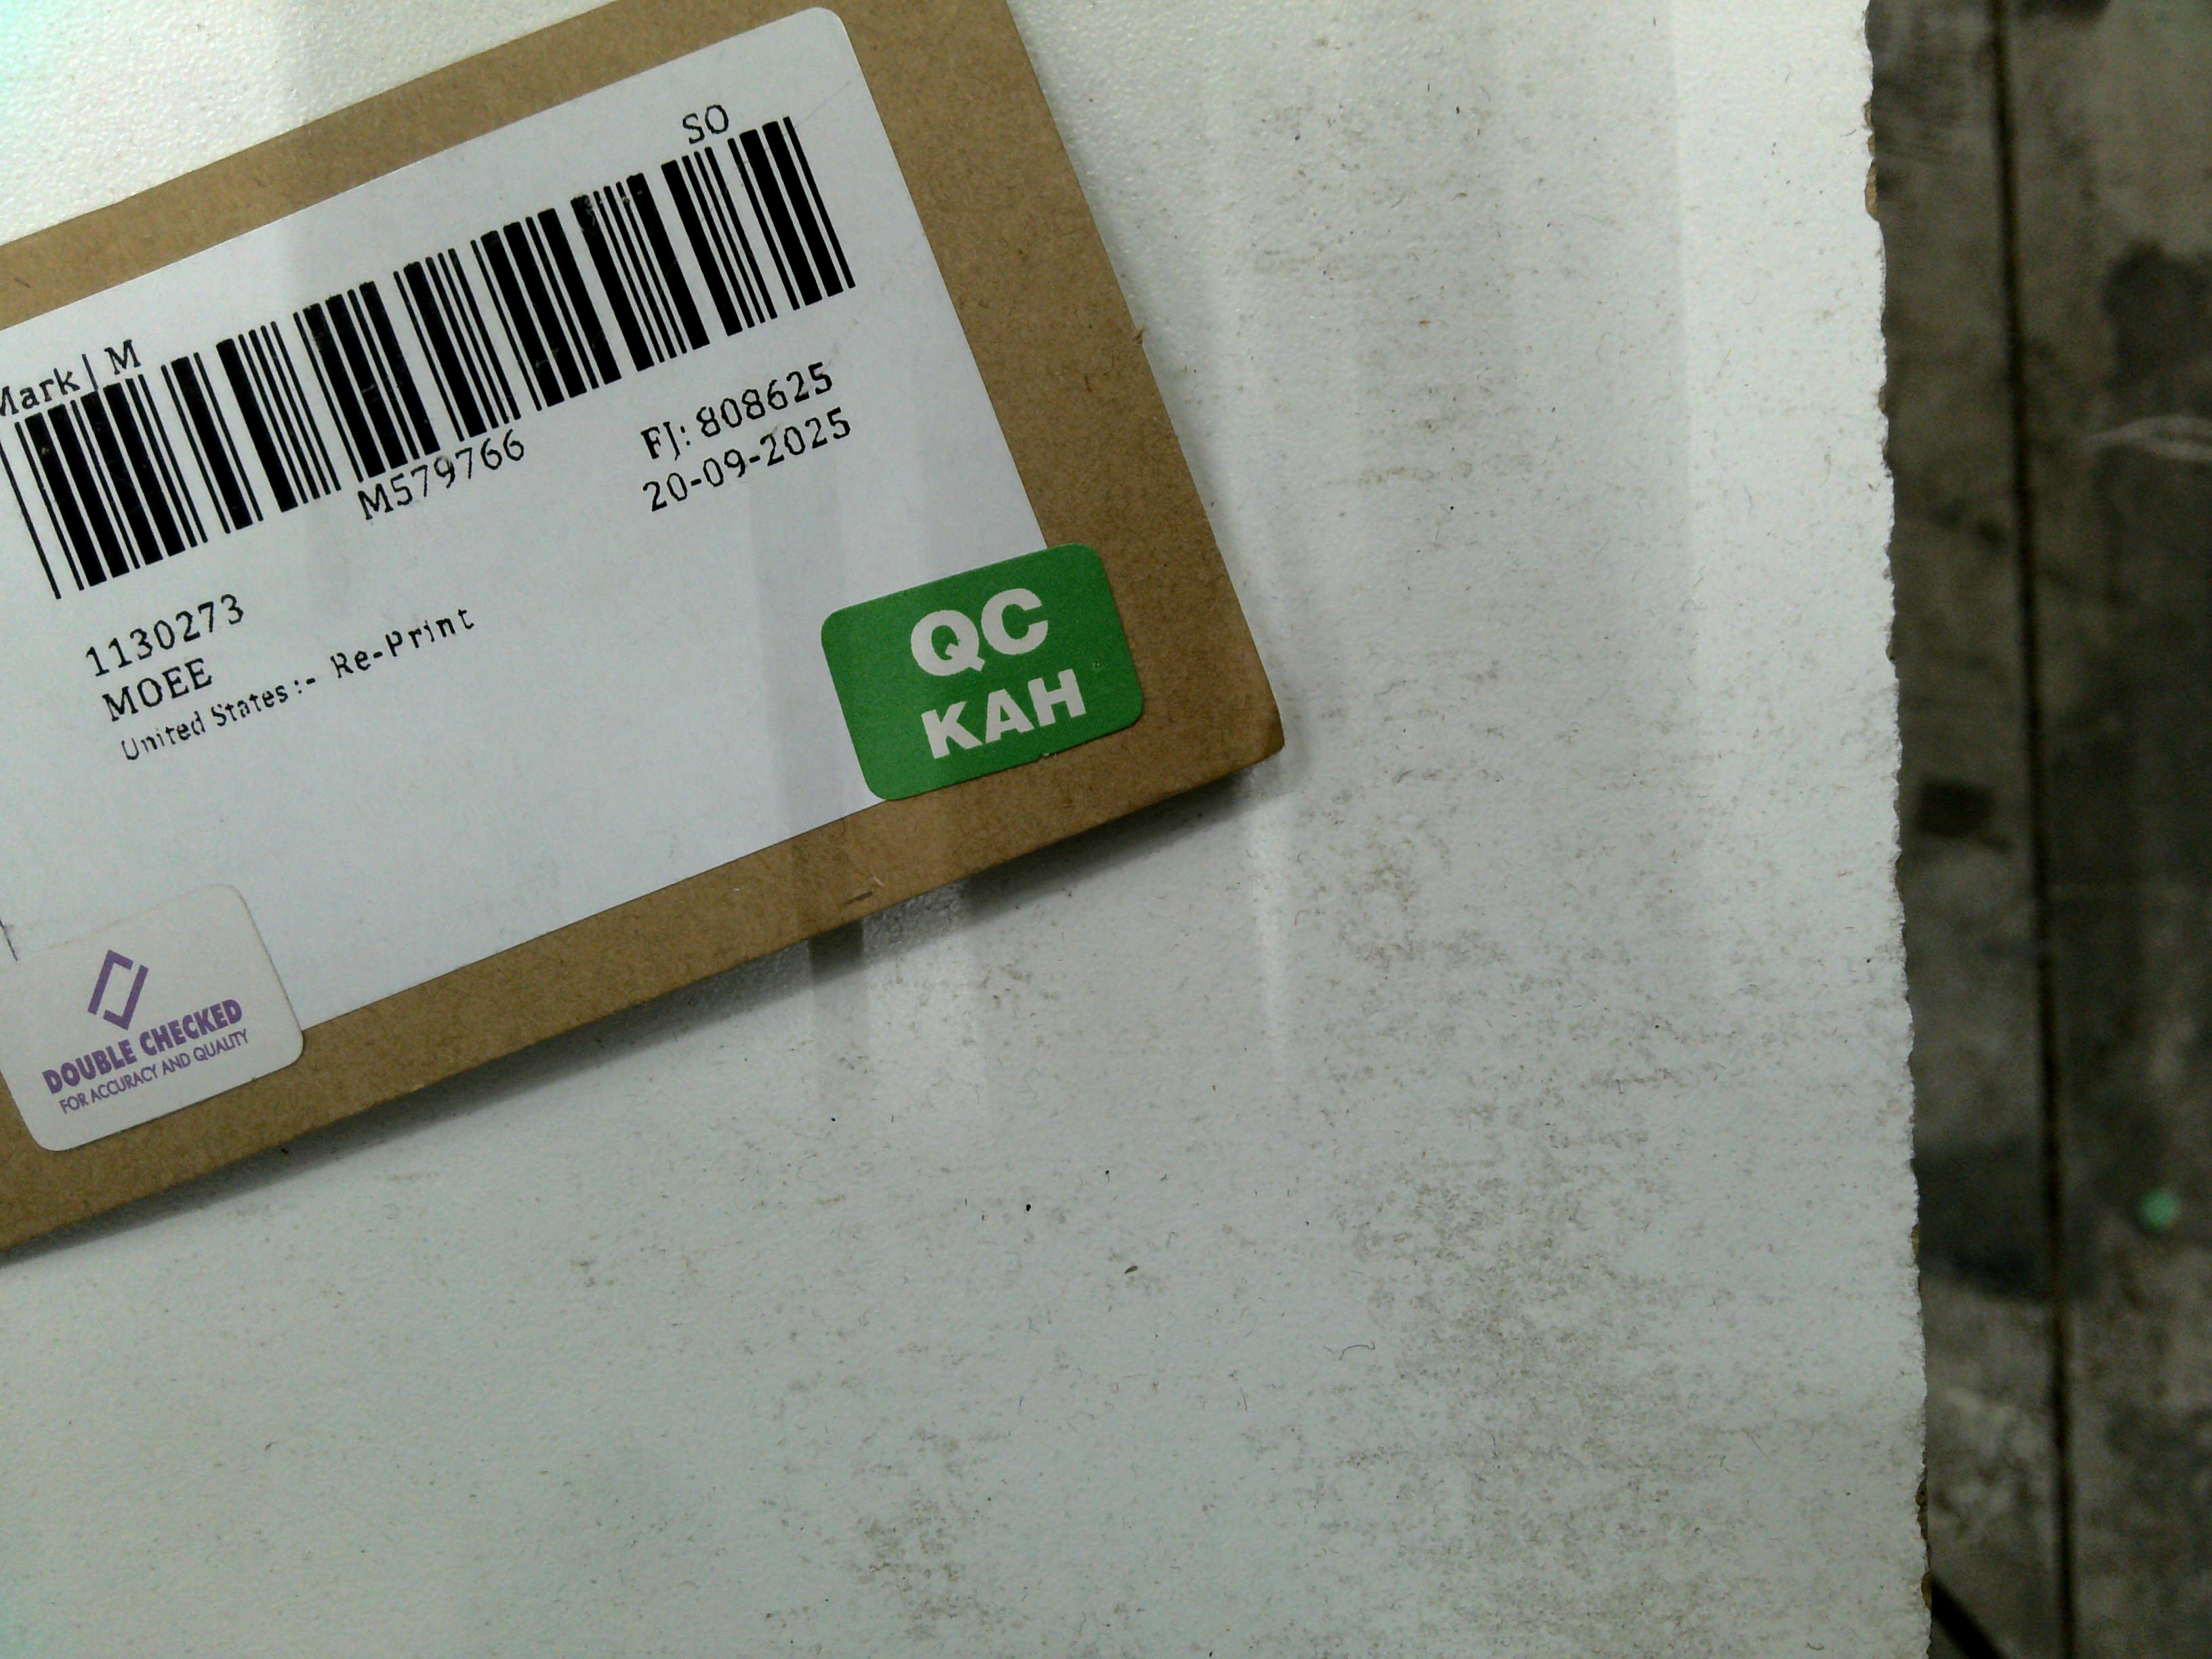 SO
Mark | M
M579766
FJ: 808625
20-09-2025
1130273
MOEE
United States:- Re-Print
QC
KAH
DOUBLE CHECKED
FOR ACCURACY AND QUALITY